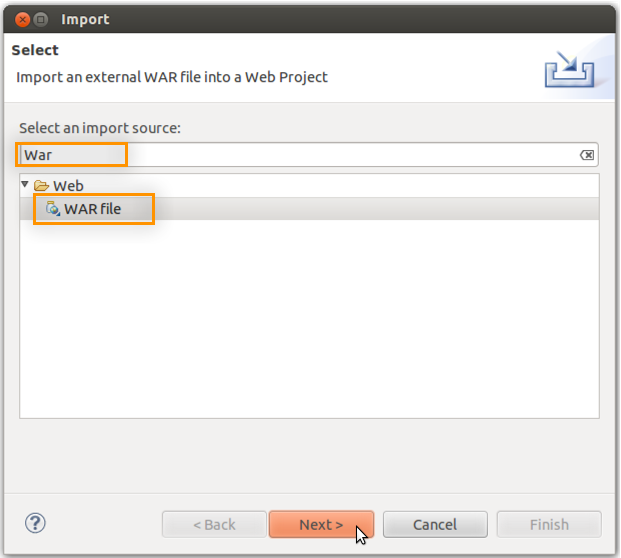 Import
Select
Import an external WAR file into a Web Project
Select an import source:
War
Web
WAR file
?
< Back Next > Cancel Finish